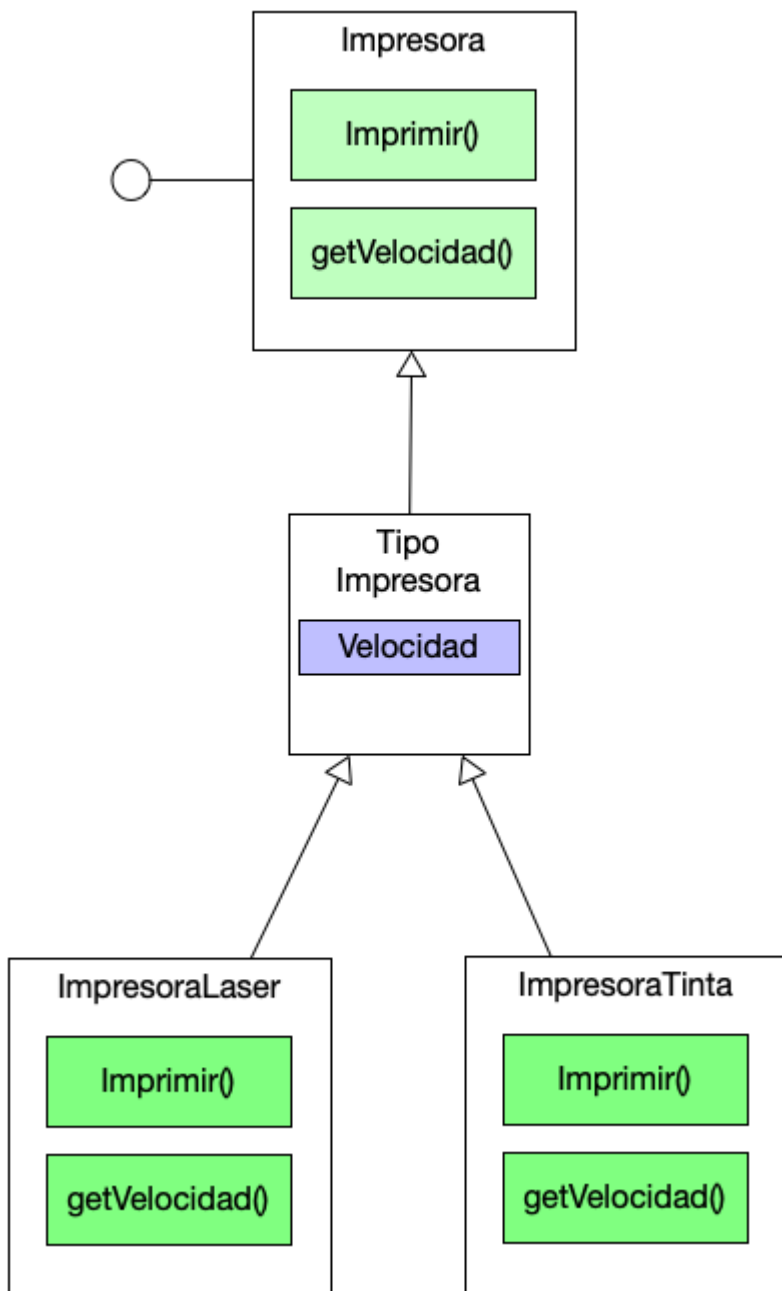 Impresora
Imprimir()
getVelocidad()
Tipo
Impresora
Velocidad
ImpresoraLaser
Imprimir()
getVelocidad()
ImpresoraTinta
Imprimir()
getVelocidad()